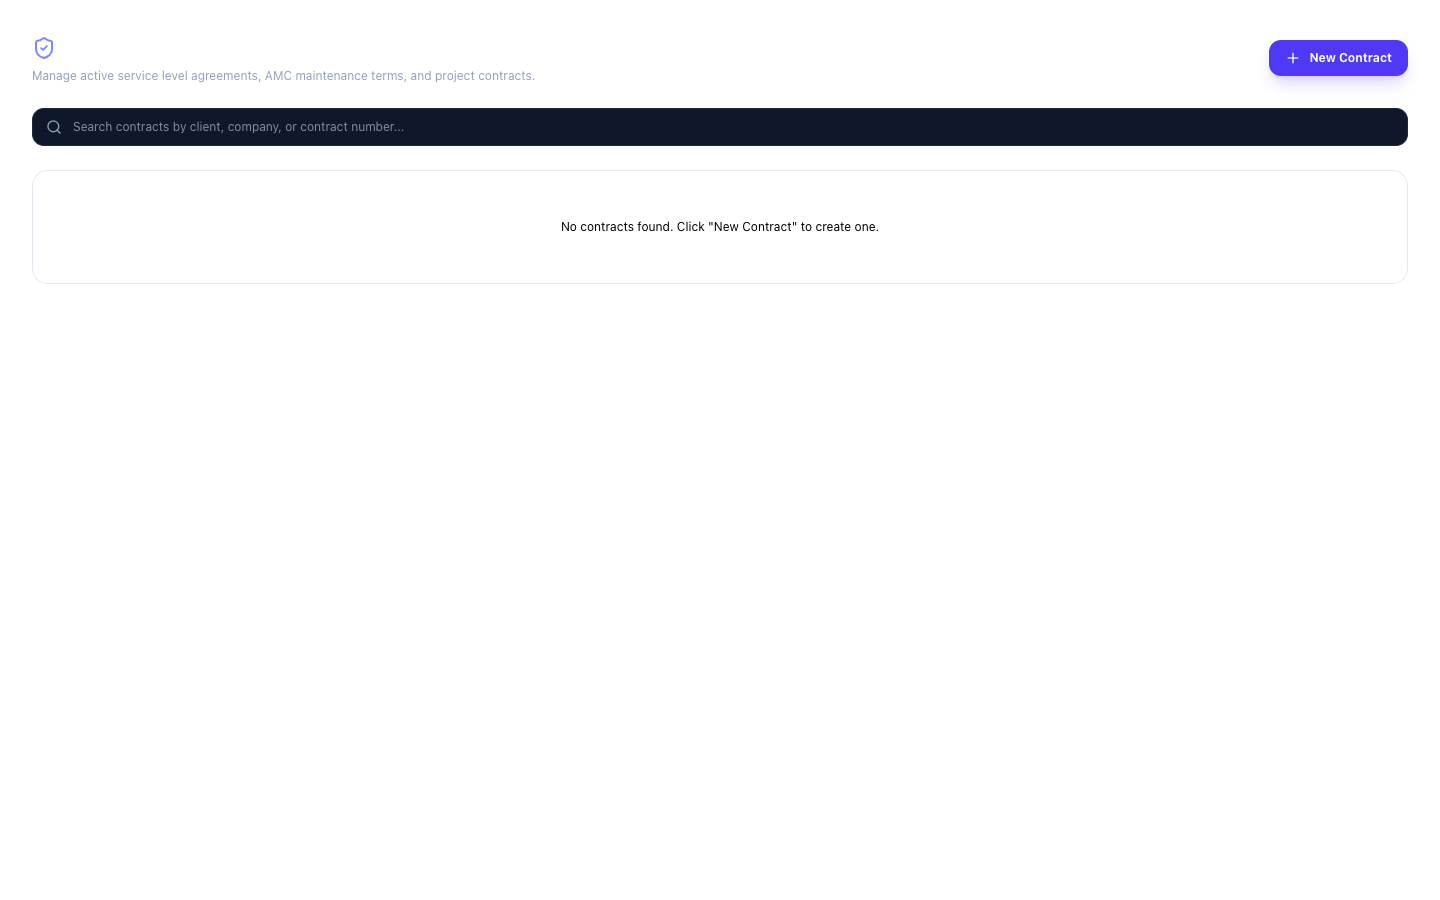 Manage active service level agreements, AMC maintenance terms, and project contracts.
New Contract
Search contracts by client, company, or contract number...
No contracts found. Click "New Contract" to create one.